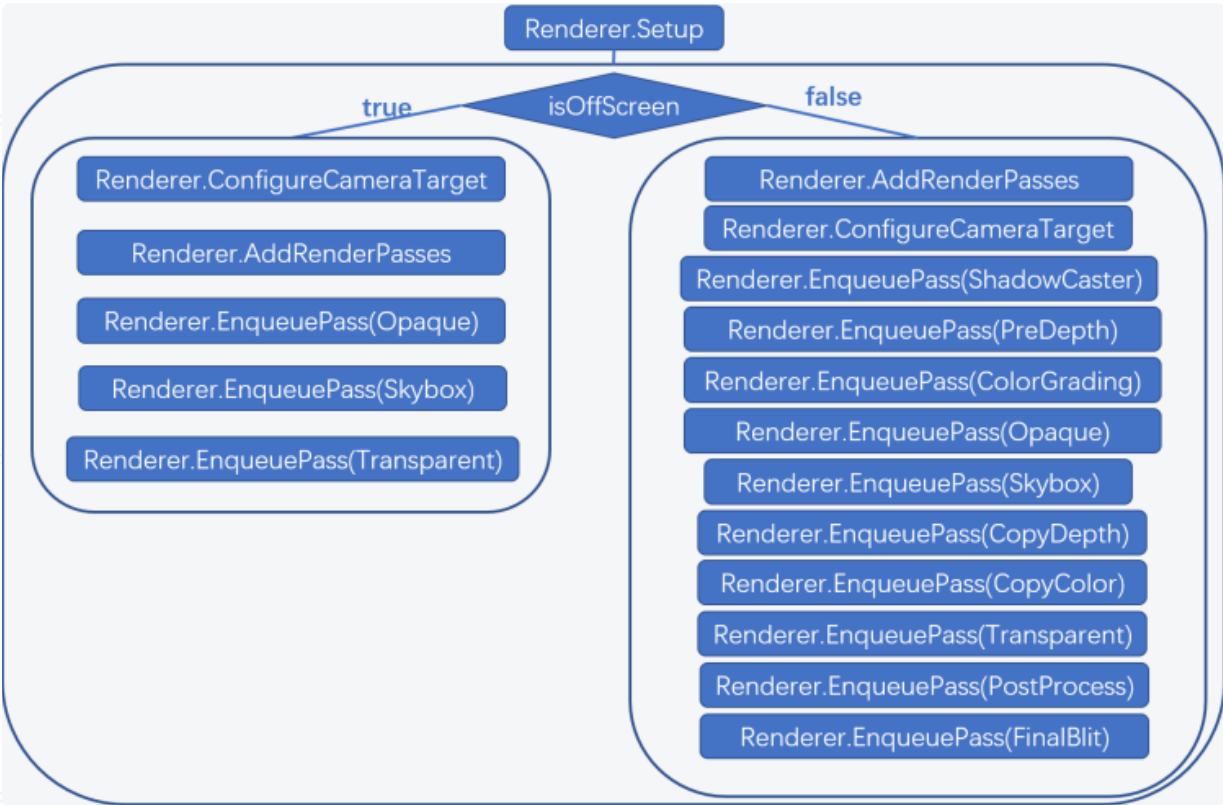 Renderer.Setup
isOffScreen
true
false
Renderer.ConfigureCameraTarget
Renderer.AddRenderPasses
Renderer.EnqueuePass(Opaque)
Renderer.EnqueuePass(Skybox)
Renderer.EnqueuePass(Transparent)
Renderer.AddRenderPasses
Renderer.ConfigureCameraTarget
Renderer.EnqueuePass(ShadowCaster)
Renderer.EnqueuePass(PreDepth)
Renderer.EnqueuePass(ColorGrading)
Renderer.EnqueuePass(Opaque)
Renderer.EnqueuePass(Skybox)
Renderer.EnqueuePass(CopyDepth)
Renderer.EnqueuePass(CopyColor)
Renderer.EnqueuePass(Transparent)
Renderer.EnqueuePass(PostProcess)
Renderer.EnqueuePass(FinalBlit)